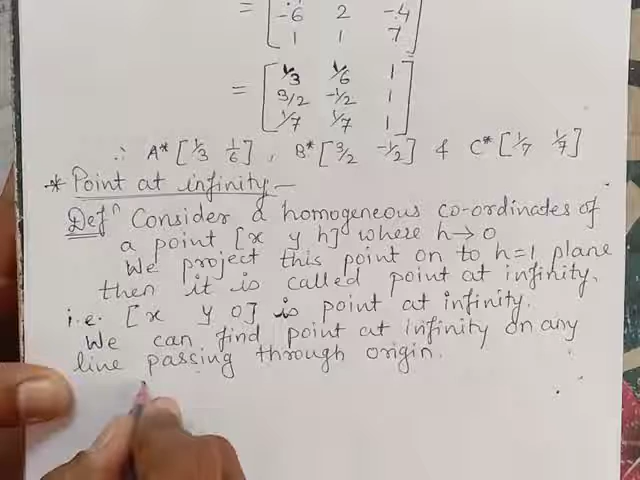 = [ -6 2 -4
1 1 7 ]
= [ 1/3 1/6 1
3/2 -1/2 1
1/7 1/7 1 ]
∴ A* [1/3 1/6] , B* [3/2 -1/2] & C* [1/7 1/7]
* Point at infinity -
Defⁿ Consider a homogeneous co-ordinates of
a point [x y h] where h→0
We project this point on to h=1 plane
then it is called point at infinity.
i.e. [x y 0] is point at infinity.
We can find point at infinity on any
line passing through origin.